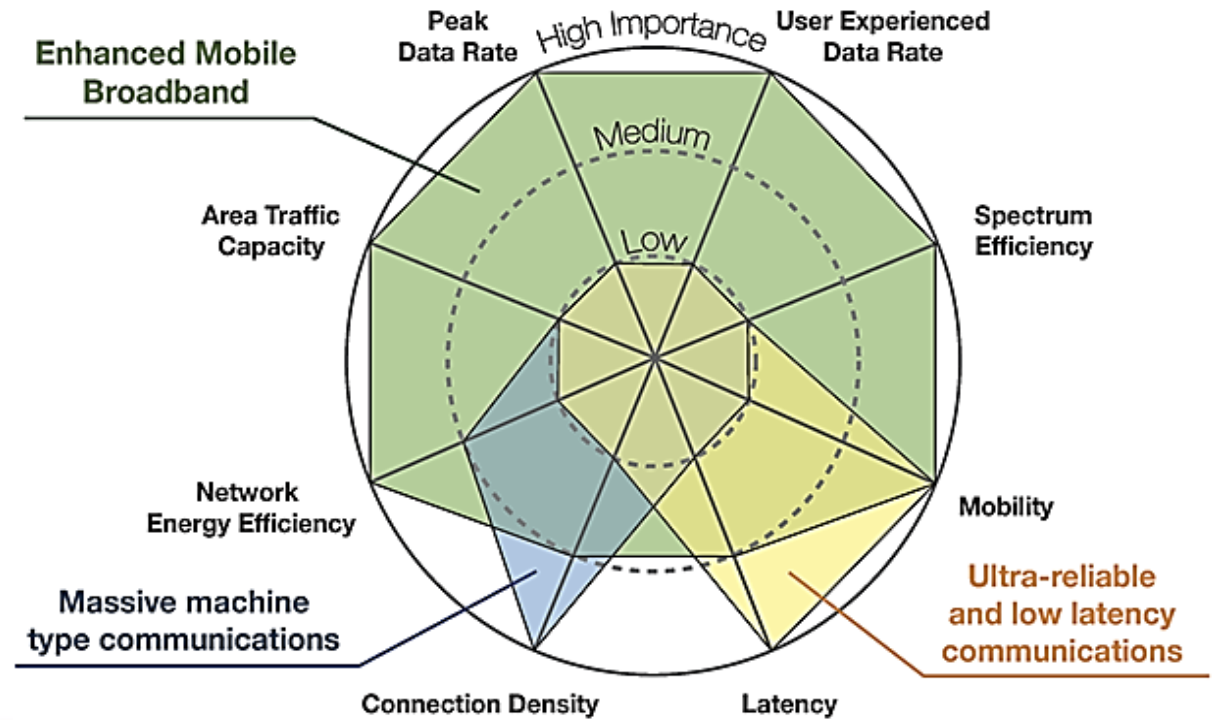 Peak
Data Rate
High Importance
User Experienced
Data Rate
Enhanced Mobile
Broadband
Medium
Area Traffic
Capacity
Low
Spectrum
Efficiency
Network
Energy Efficiency
Mobility
Massive machine
type communications
Ultra-reliable
and low latency
communications
Connection Density
Latency